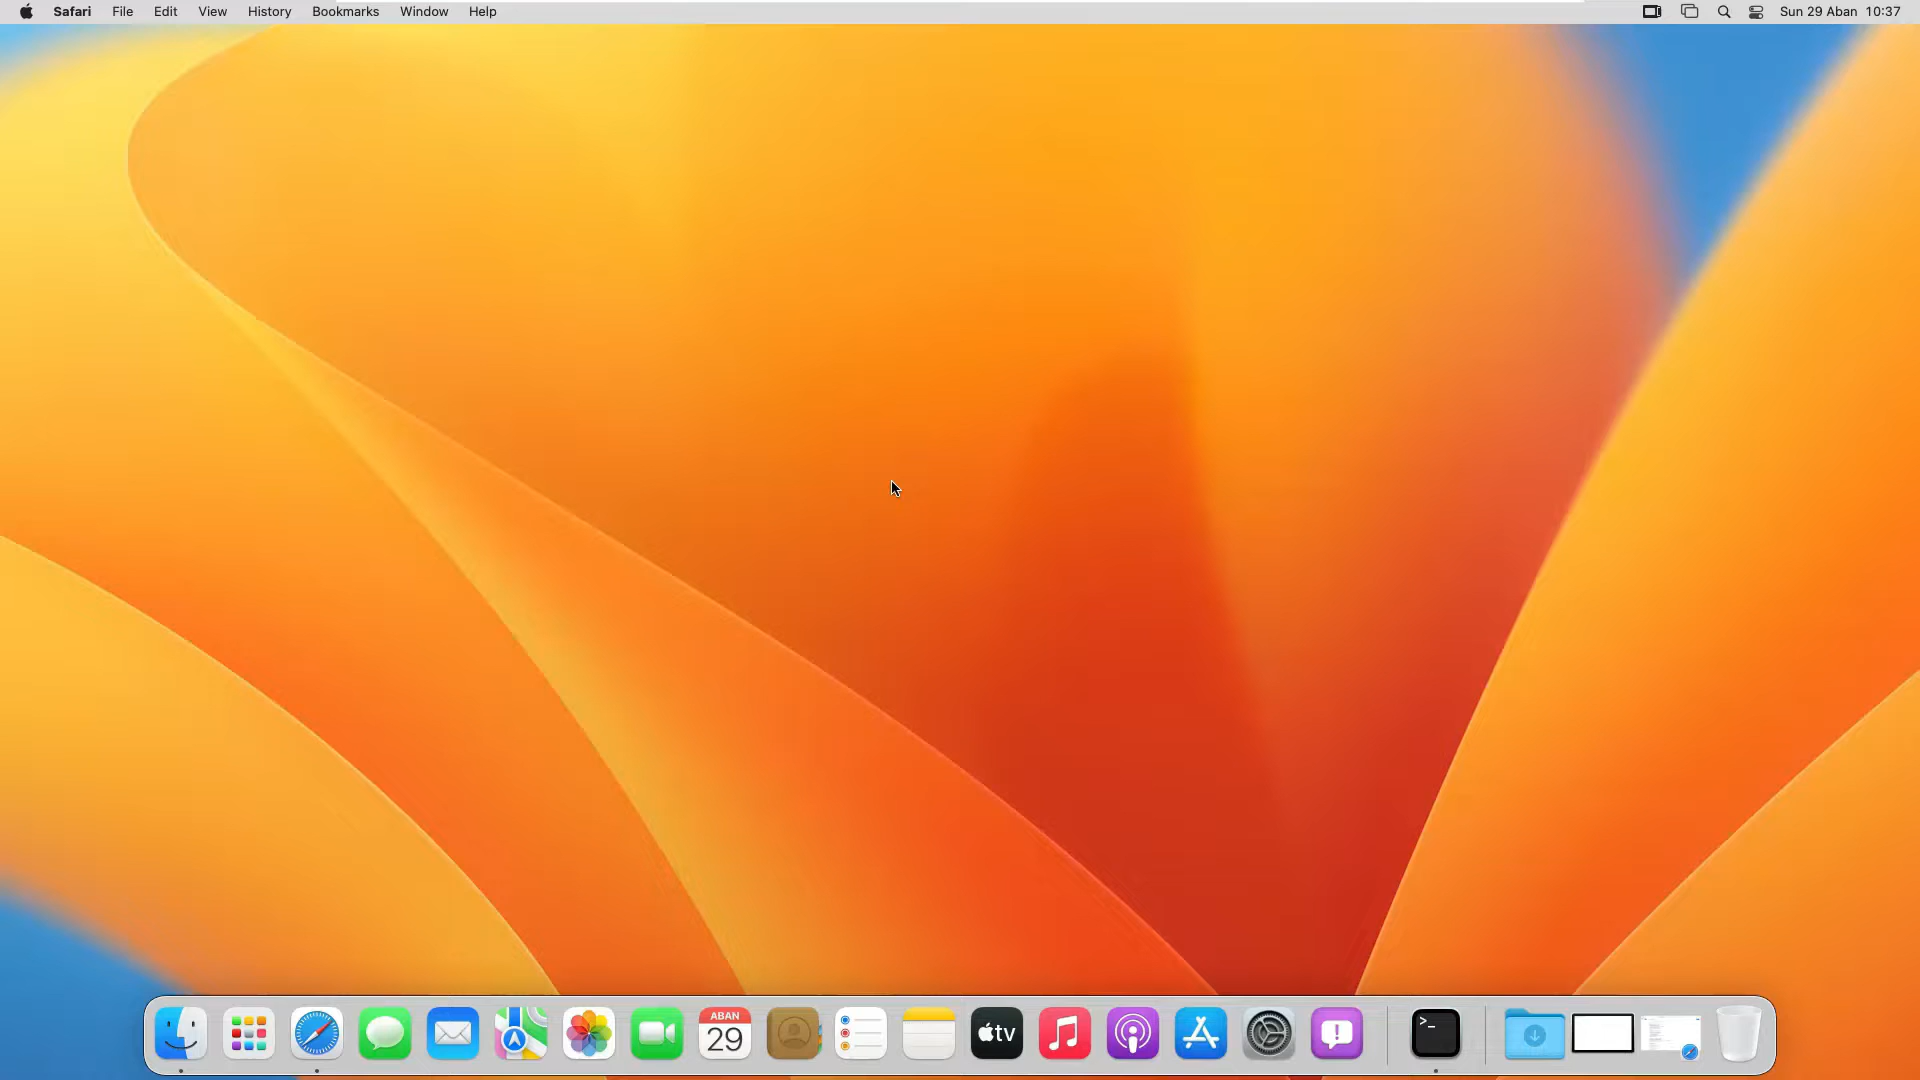 Safari File Edit View History Bookmarks Window Help Sun 29 Aban 10:37
ABAN
29
tv
>_